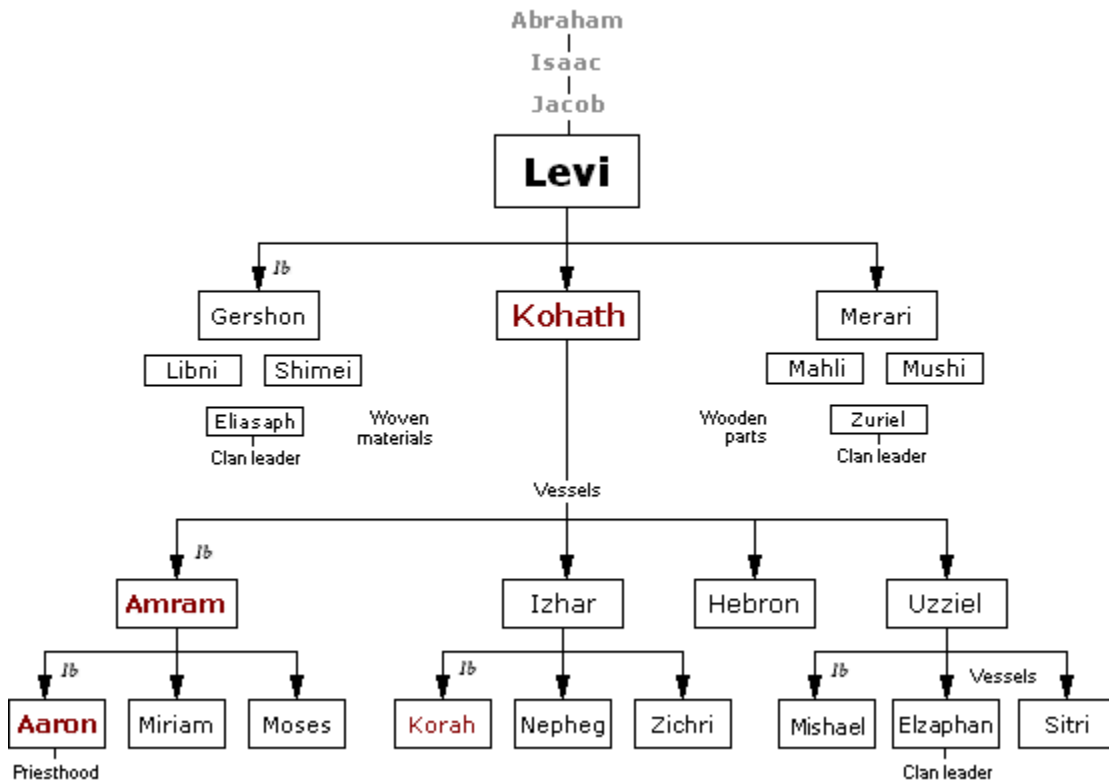 Abraham
Isaac
Jacob
Levi
Ib
Gershon
Kohath
Merari
Libni
Shimei
Mahli
Mushi
Eliasaph
Woven
materials
Wooden
parts
Zuriel
Clan leader
Clan leader
Vessels
Ib
Amram
Izhar
Hebron
Uzziel
Ib
Ib
Ib
Vessels
Aaron
Miriam
Moses
Korah
Nepheg
Zichri
Mishael
Elzaphan
Sitri
Priesthood
Clan leader